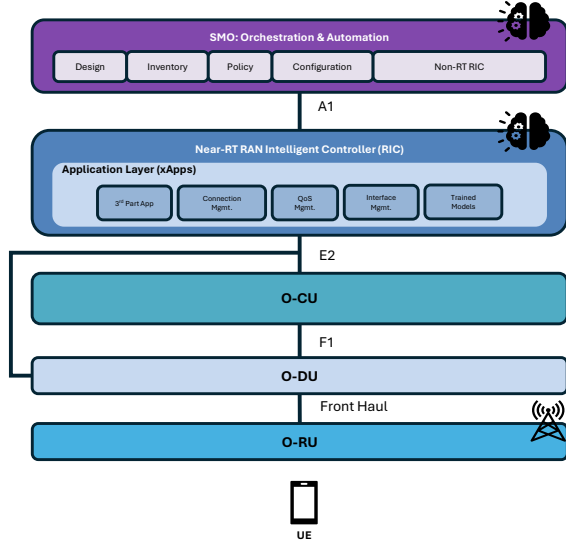 SMO: Orchestration & Automation
Design
Inventory
Policy
Configuration
Non-RT RIC
A1
Near-RT RAN Intelligent Controller (RIC)
Application Layer (xApps)
3rd Part App
Connection
Mgmt.
QoS
Mgmt.
Interface
Mgmt.
Trained
Models
E2
O-CU
F1
O-DU
Front Haul
O-RU
UE